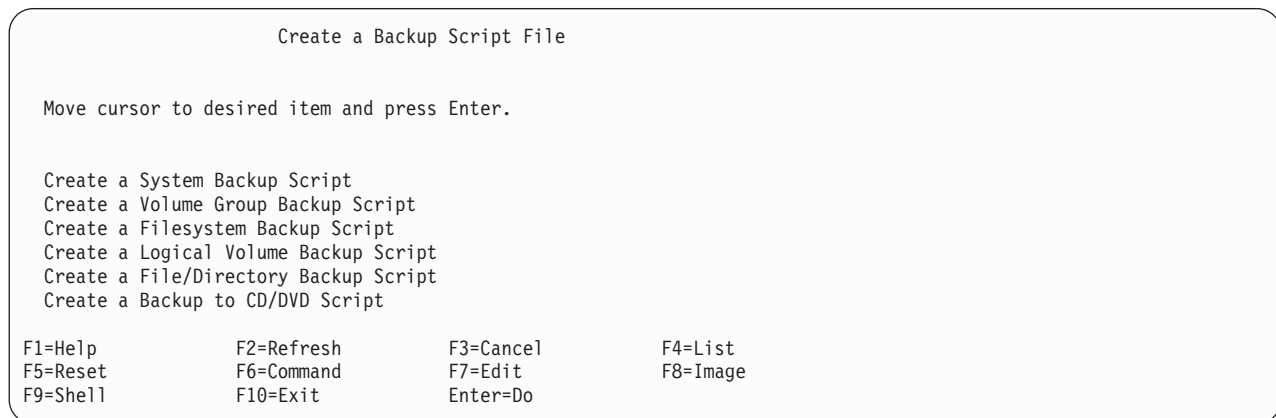 Create a Backup Script File
Move cursor to desired item and press Enter.
Create a System Backup Script
Create a Volume Group Backup Script
Create a Filesystem Backup Script
Create a Logical Volume Backup Script
Create a File/Directory Backup Script
Create a Backup to CD/DVD Script
F1=Help F2=Refresh F3=Cancel F4=List
F5=Reset F6=Command F7=Edit F8=Image
F9=Shell F10=Exit Enter=Do